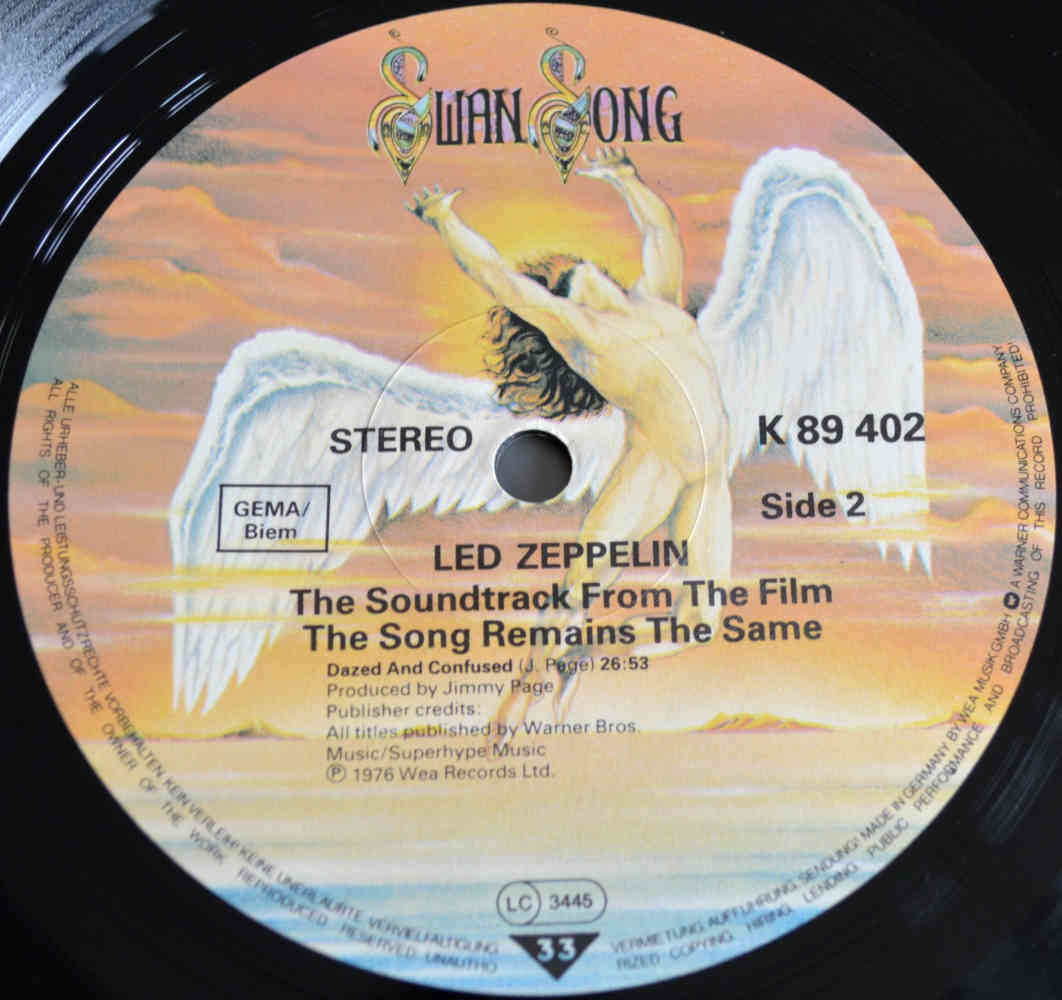 ©
©
SWAN SONG
STEREO
K 89 402
GEMA/
Biem
Side 2
LED ZEPPELIN
The Soundtrack From The Film
The Song Remains The Same
Dazed And Confused (J. Page) 26:53
Produced by Jimmy Page
Publisher credits:
All titles published by Warner Bros.
Music/Superhype Music
℗ 1976 Wea Records Ltd.
LC 3445
33
ALLE URHEBER- UND LEISTUNGSSCHUTZRECHTE VORBEHALTEN KEIN VERLEIH! KEINE UNERLAUBTE VERVIELFÄLTIGUNG, VERMIETUNG, AUFFÜHRUNG, SENDUNG! MADE IN GERMANY BY WEA MUSIK GMBH A WARNER COMMUNICATIONS COMPANY
ALL RIGHTS OF THE PRODUCER AND OF THE OWNER OF THE WORK REPRODUCED RESERVED UNAUTHORIZED COPYING HIRING LENDING PUBLIC PERFORMANCE AND BROADCASTING OF THIS RECORD PROHIBITED!